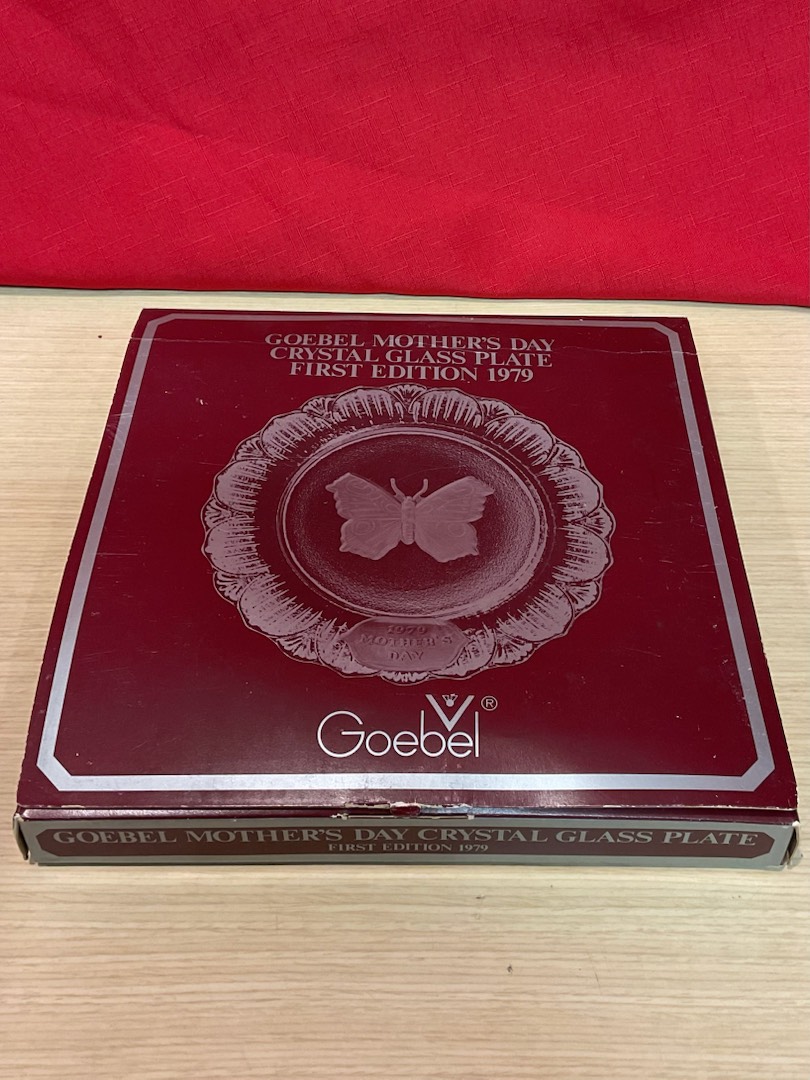 GOEBEL MOTHER'S DAY
CRYSTAL GLASS PLATE
FIRST EDITION 1979
1979
MOTHER'S
DAY
Goebel ®
GOEBEL MOTHER'S DAY CRYSTAL GLASS PLATE
FIRST EDITION 1979